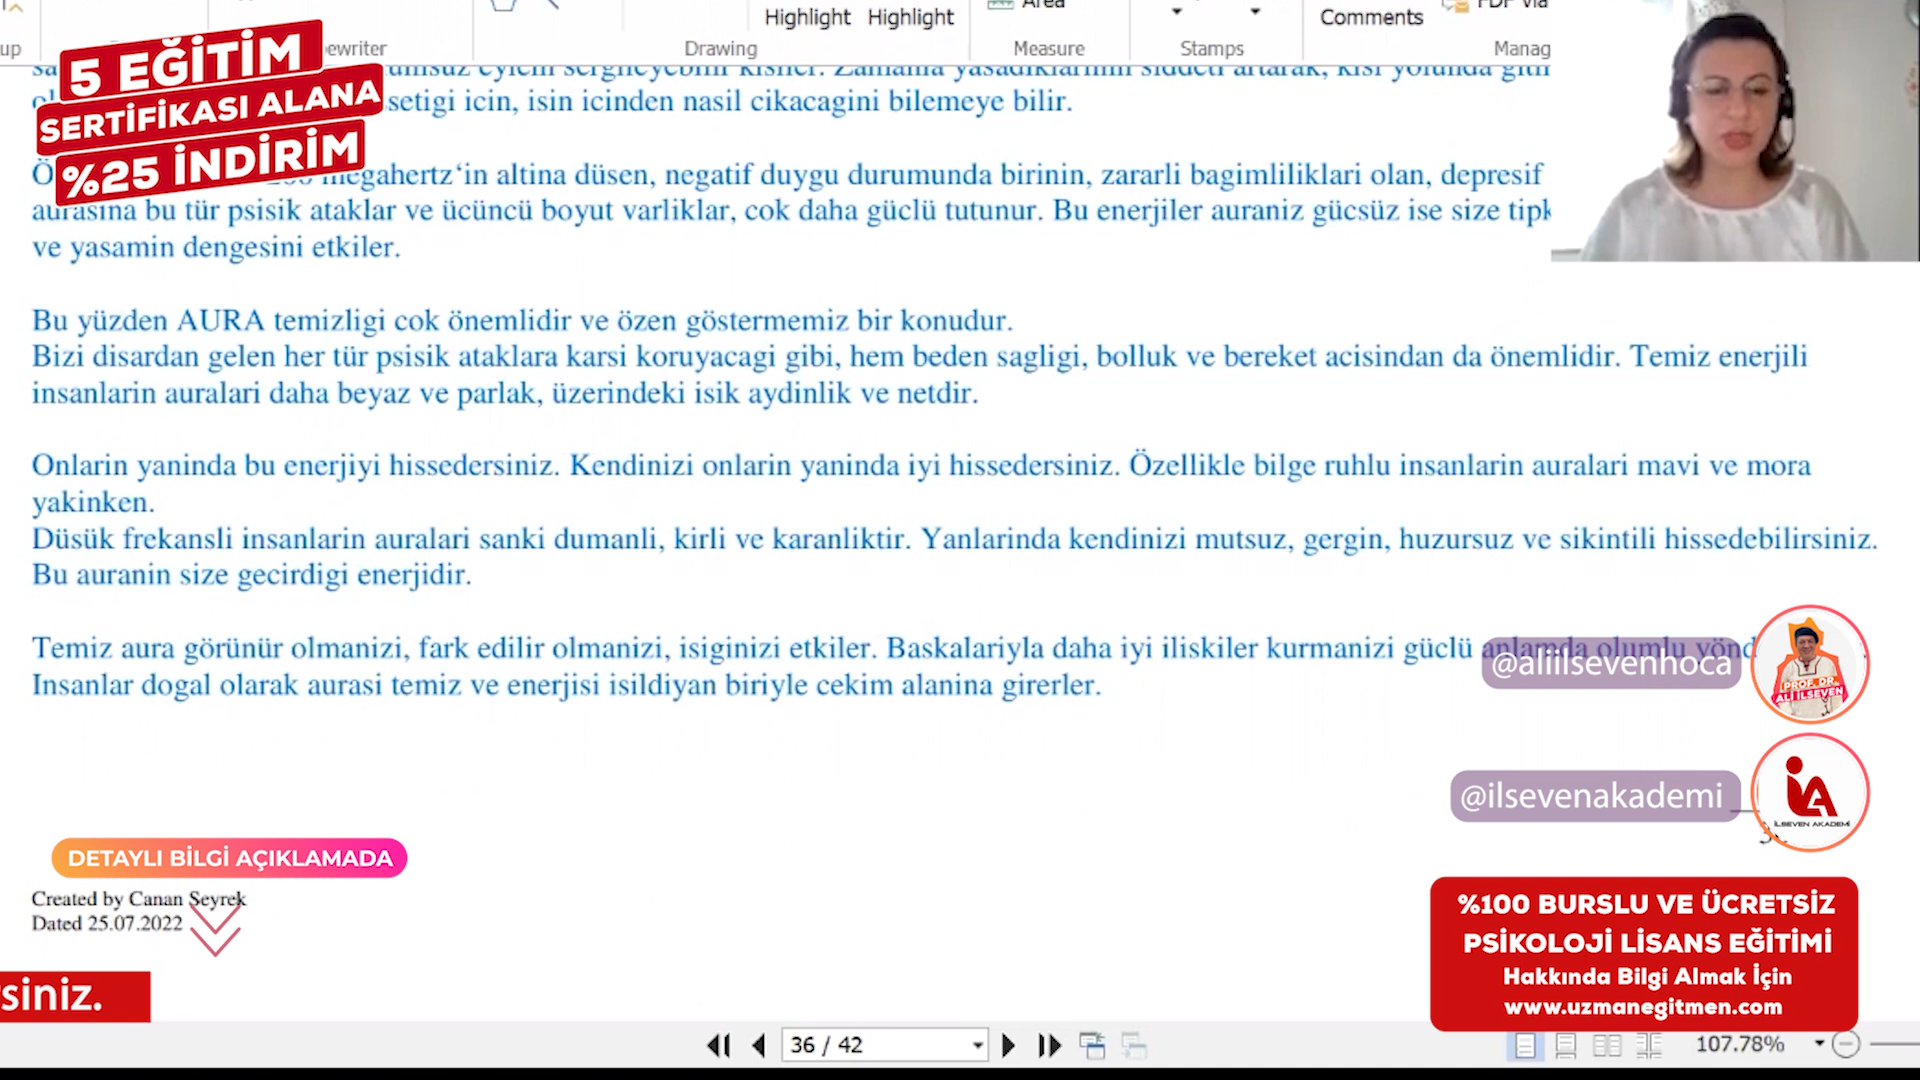 Highlight Highlight Area PDF via
up ewriter Drawing Measure Comments Stamps Manag
5 EĞİTİM
SERTİFİKASI ALANA
%25 İNDİRİM
setigi icin, isin icinden nasil cikacagini bilemeye bilir.
megahertz‘in altina düsen, negatif duygu durumunda birinin, zararli bagimliliklari olan, depresif
aurasina bu tür psisik ataklar ve ücüncü boyut varliklar, cok daha güclü tutunur. Bu enerjiler auraniz gücsüz ise size tipk
ve yasamin dengesini etkiler.
Bu yüzden AURA temizligi cok önemlidir ve özen göstermemiz bir konudur.
Bizi disardan gelen her tür psisik ataklara karsi koruyacagi gibi, hem beden sagligi, bolluk ve bereket acisindan da önemlidir. Temiz enerjili
insanlarin auralari daha beyaz ve parlak, üzerindeki isik aydinlik ve netdir.
Onlarin yaninda bu enerjiyi hissedersiniz. Kendinizi onlarin yaninda iyi hissedersiniz. Özellikle bilge ruhlu insanlarin auralari mavi ve mora
yakinken.
Düsük frekansli insanlarin auralari sanki dumanli, kirli ve karanliktir. Yanlarinda kendinizi mutsuz, gergin, huzursuz ve sikintili hissedebilirsiniz.
Bu auranin size gecirdigi enerjidir.
Temiz aura görünür olmanizi, fark edilir olmanizi, isiginizi etkiler. Baskalariyla daha iyi iliskiler kurmanizi güclü anlamda olumlu yönd
Insanlar dogal olarak aurasi temiz ve enerjisi isildiyan biriyle cekim alanina girerler.
@aliilsevenhoca
PROF. DR.
ALİ İLSEVEN
@ilsevenakademi
İLSEVEN AKADEMİ
DETAYLI BİLGİ AÇIKLAMADA
Created by Canan Seyrek
Dated 25.07.2022
%100 BURSLU VE ÜCRETSİZ
PSİKOLOJİ LİSANS EĞİTİMİ
Hakkında Bilgi Almak İçin
www.uzmanegitmen.com
siniz.
36 / 42
107.78%